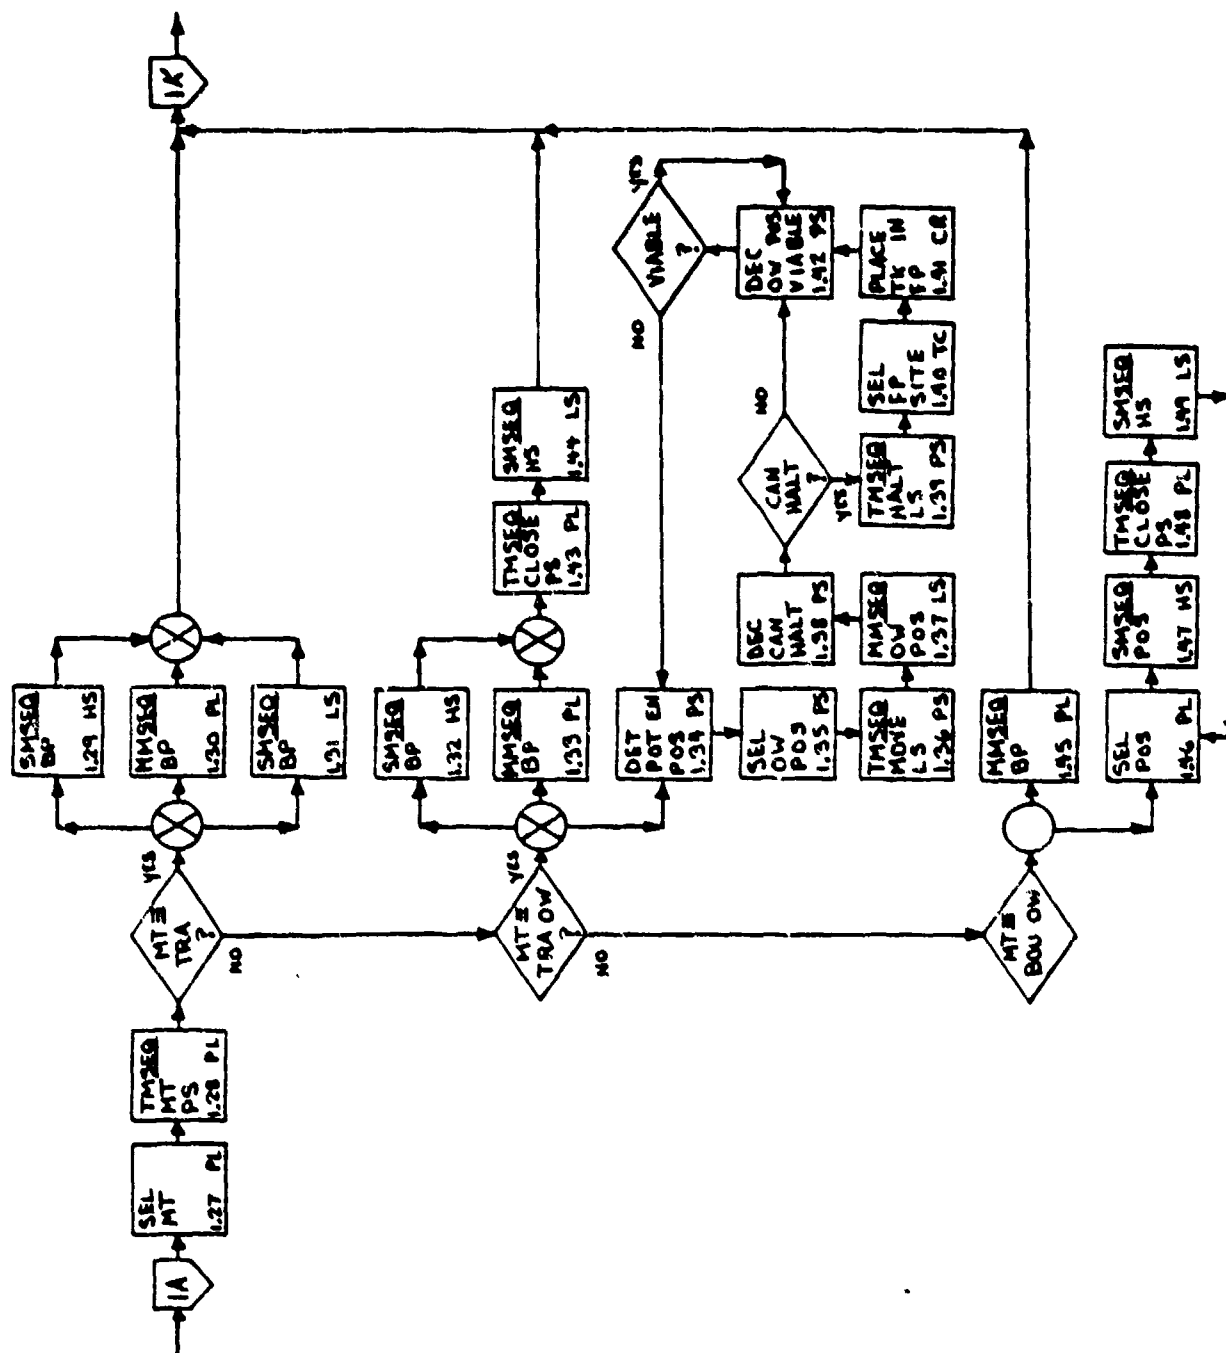 1A
SEL
MT
1.27 PL
TMSEQ
MT
PS
1.28 PL
MT≡
TRA
?
YES
NO
SMSEQ
BP
1.29 HS
MMSEQ
BP
1.30 PL
SMSEQ
BP
1.31 LS
1K
MT≡
TRA OW
?
YES
NO
SMSEQ
BP
1.32 HS
MMSEQ
BP
1.33 PL
TMSEQ
CLOSE
PS
1.43 PL
SMSEQ
HS
1.44 LS
DET
POT EN
POS
1.34 PS
SEL
OW
POS
1.35 PS
TMSEQ
MOVE
LS
1.36 PS
MMSEQ
OW
POS
1.37 LS
DEC
CAN
HALT
1.38 PS
CAN
HALT
?
NO
YES
TMSEQ
HALT
LS
1.39 PS
SEL
FP
SITE
1.40 TC
PLACE
TK IN
FP
1.41 CR
DEC
OW POS
VIABLE
1.42 PS
VIABLE
?
YES
NO
MT≡
BOU OW
MMSEQ
BP
1.45 PL
SEL
POS
1.46 PL
SMSEQ
POS
1.47 HS
TMSEQ
CLOSE
PS
1.48 PL
SMSEQ
HS
1.49 LS